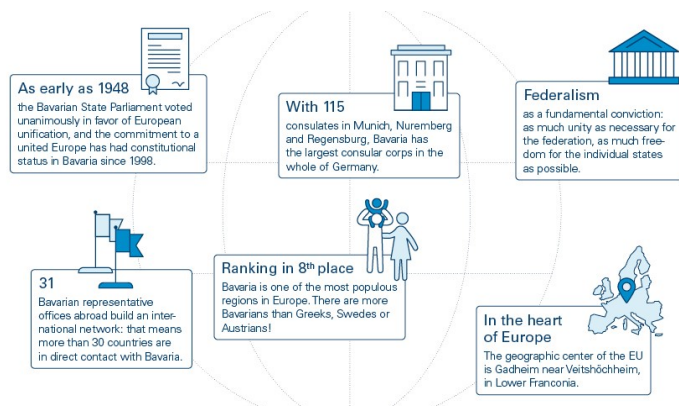 As early as 1948
the Bavarian State Parliament voted
unanimously in favor of European
unification, and the commitment to a
united Europe has had constitutional
status in Bavaria since 1998.
With 115
consulates in Munich, Nuremberg
and Regensburg, Bavaria has
the largest consular corps in the
whole of Germany.
Federalism
as a fundamental conviction:
as much unity as necessary for
the federation, as much free-
dom for the individual states
as possible.
31
Bavarian representative
offices abroad build an inter-
national network: that means
more than 30 countries are
in direct contact with Bavaria.
Ranking in 8th place
Bavaria is one of the most populous
regions in Europe. There are more
Bavarians than Greeks, Swedes or
Austrians!
In the heart
of Europe
The geographic center of the EU
is Gadheim near Veitshöchheim,
in Lower Franconia.